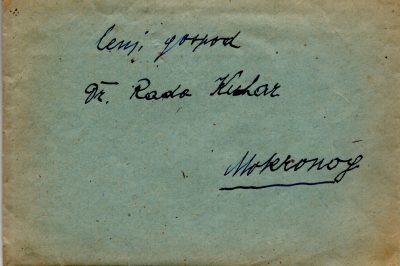 Cenj. gospod
Dr. Rado Kuhar
Mokronog